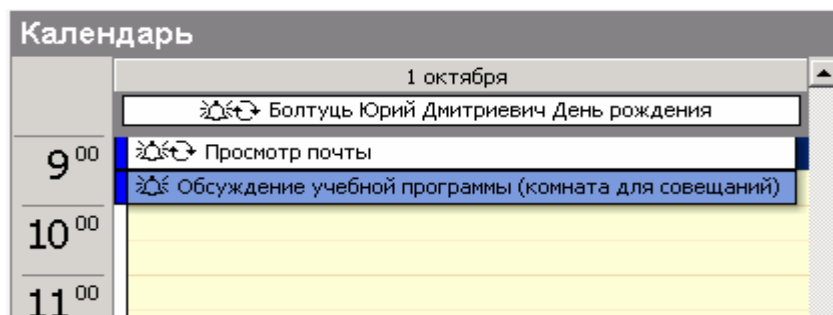 Календарь
1 октября
Болтуць Юрий Дмитриевич День рождения
9 00
Просмотр почты
Обсуждение учебной программы (комната для совещаний)
10 00
11 00